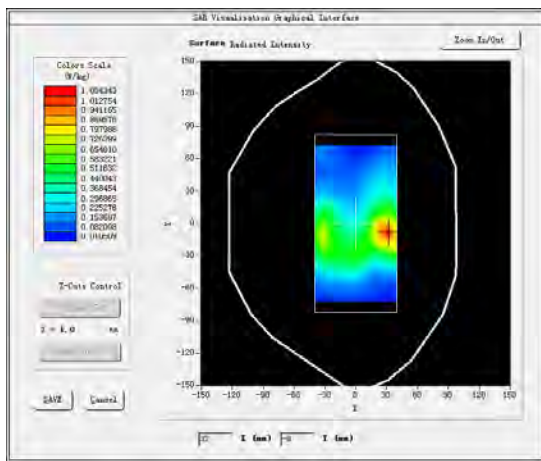 SAR Visualisation Graphical Interface
Surface Radiated Intensity
Zoom In/Out
Colors Scale
(W/kg)
1.084343
1.012754
0.941165
0.869576
0.797988
0.726399
0.654810
0.583221
0.511632
0.440043
0.368454
0.296865
0.225276
0.153687
0.082098
150
120
90
60
30
0
-30
-60
-90
-120
-150
-150 -120 -90 -60 -30 0 30 60 90 120 150
Y
X
Z-Cuts Control
mm
SAVE
Cancel
X (mm)
Y (mm)